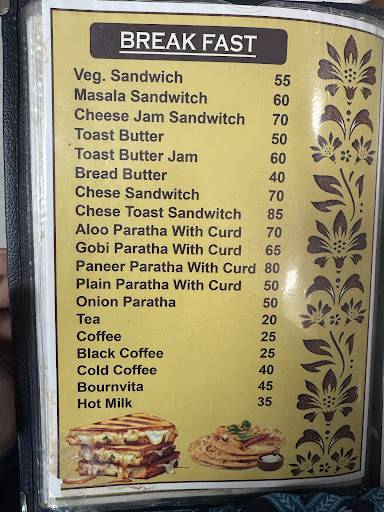 BREAK FAST
Veg. Sandwich 55
Masala Sandwitch 60
Cheese Jam Sandwitch 70
Toast Butter 50
Toast Butter Jam 60
Bread Butter 40
Chese Sandwitch 70
Chese Toast Sandwitch 85
Aloo Paratha With Curd 70
Gobi Paratha With Curd 65
Paneer Paratha With Curd 80
Plain Paratha With Curd 50
Onion Paratha 50
Tea 20
Coffee 25
Black Coffee 25
Cold Coffee 40
Bournvita 45
Hot Milk 35